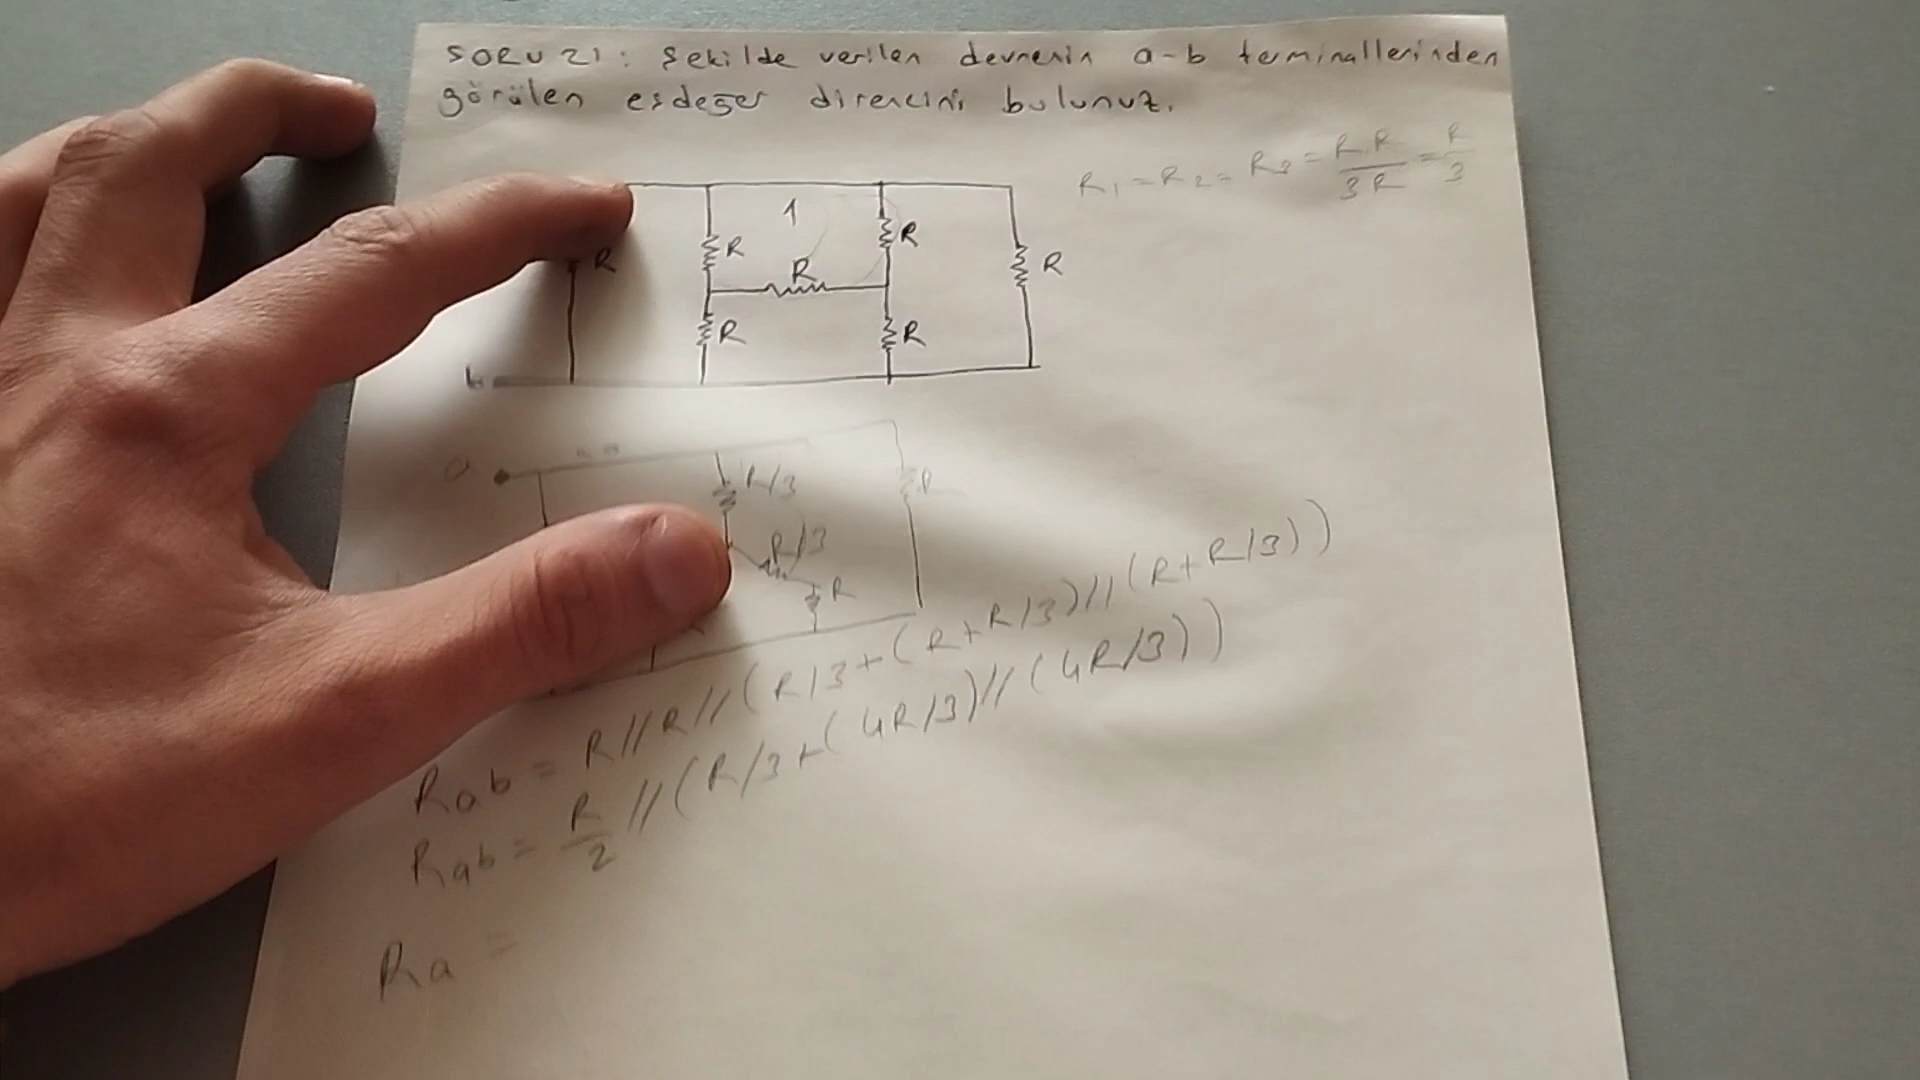 SORU 21: Şekilde verilen devrenin a-b terminallerinden
görülen eşdeğer direncini bulunuz.
R₁ = R₂ = R₃ = R.R/3R = R/3
1
R
R
R
R
R
R
R
b
a
R/3
R
R/3
R
Rab = R//R//(R/3+(R+R/3)//(R+R/3))
Rab = R/2 //(R/3+(4R/3)//(4R/3))
Ra =